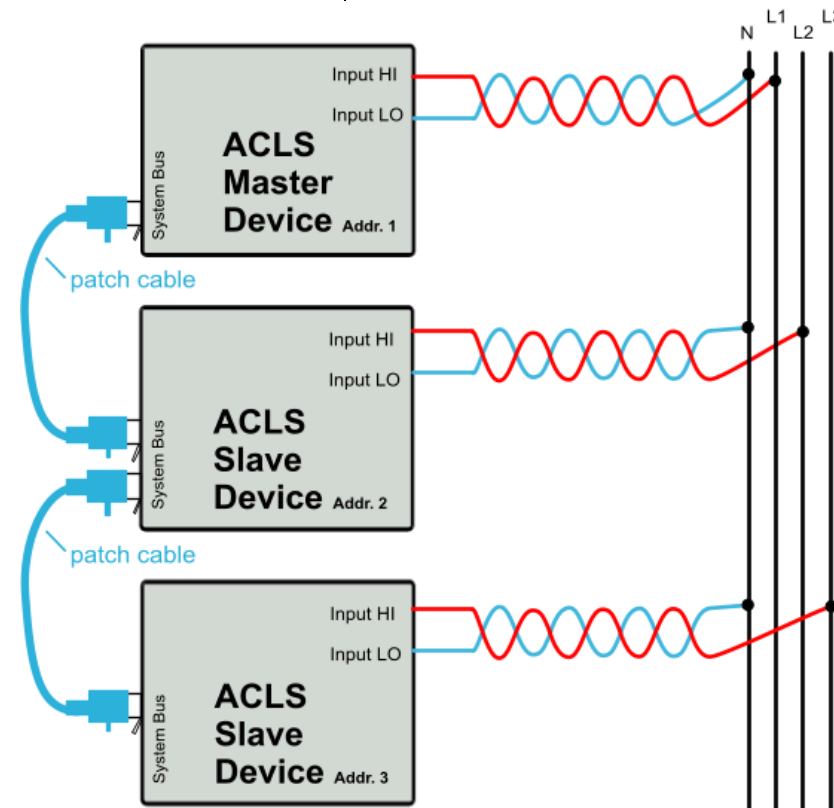 N
L1
L2
Input HI
Input LO
ACLS
Master
Device Addr. 1
System Bus
patch cable
Input HI
Input LO
ACLS
Slave
Device Addr. 2
System Bus
patch cable
Input HI
Input LO
ACLS
Slave
Device Addr. 3
System Bus